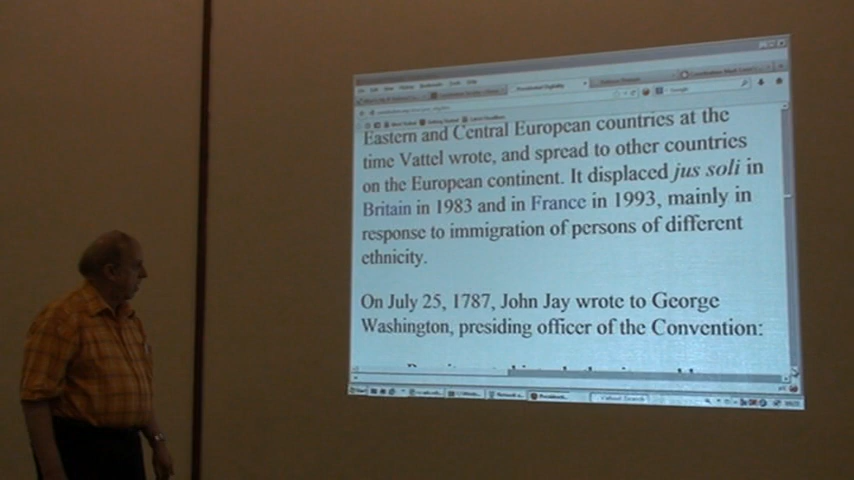 Presidential Eligibility
Google
Eastern and Central European countries at the
time Vattel wrote, and spread to other countries
on the European continent. It displaced jus soli in
Britain in 1983 and in France in 1993, mainly in
response to immigration of persons of different
ethnicity.
On July 25, 1787, John Jay wrote to George
Washington, presiding officer of the Convention: